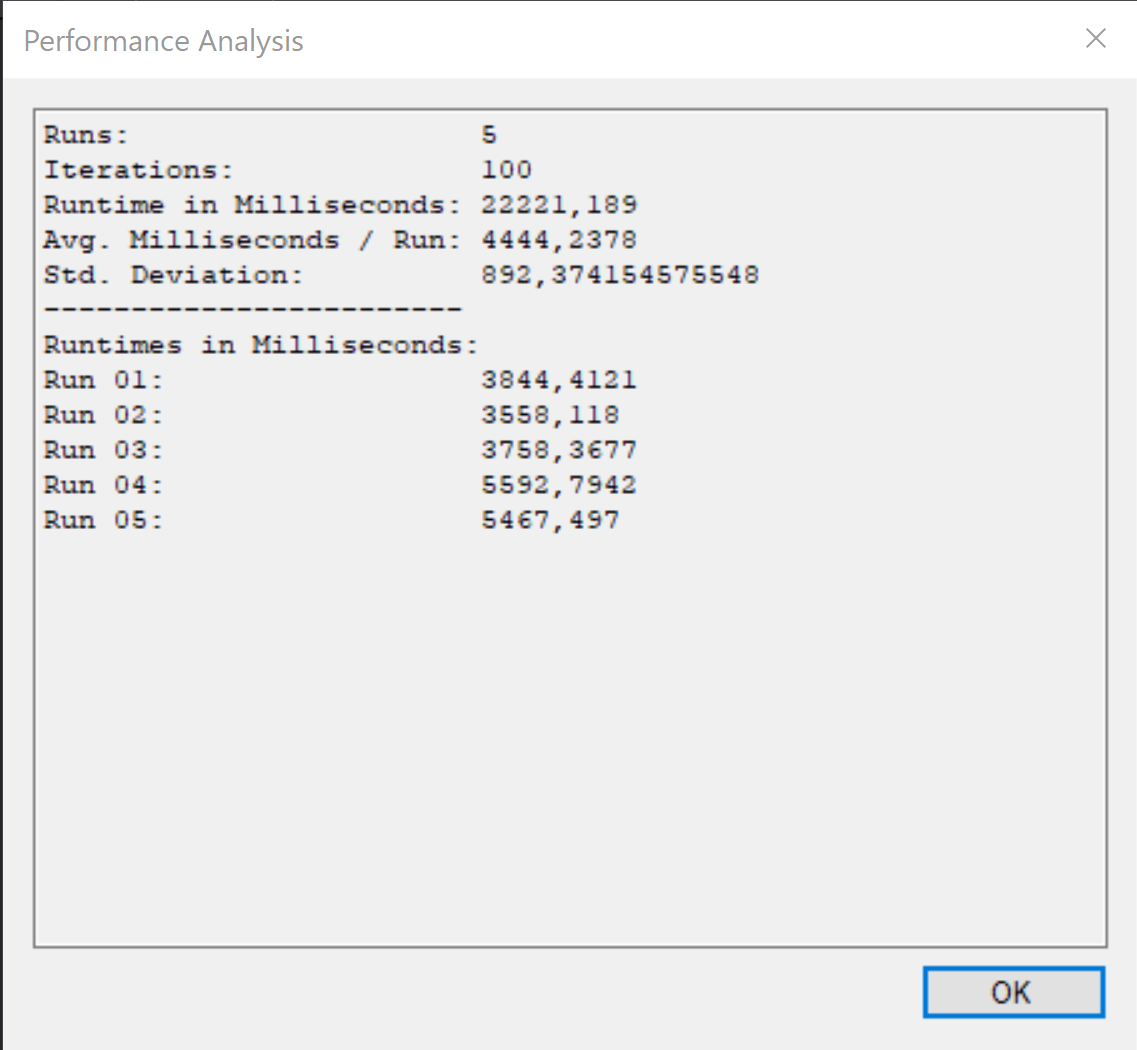 Performance Analysis
Runs: 5
Iterations: 100
Runtime in Milliseconds: 22221,189
Avg. Milliseconds / Run: 4444,2378
Std. Deviation: 892,374154575548
------------------------
Runtimes in Milliseconds:
Run 01: 3844,4121
Run 02: 3558,118
Run 03: 3758,3677
Run 04: 5592,7942
Run 05: 5467,497
OK